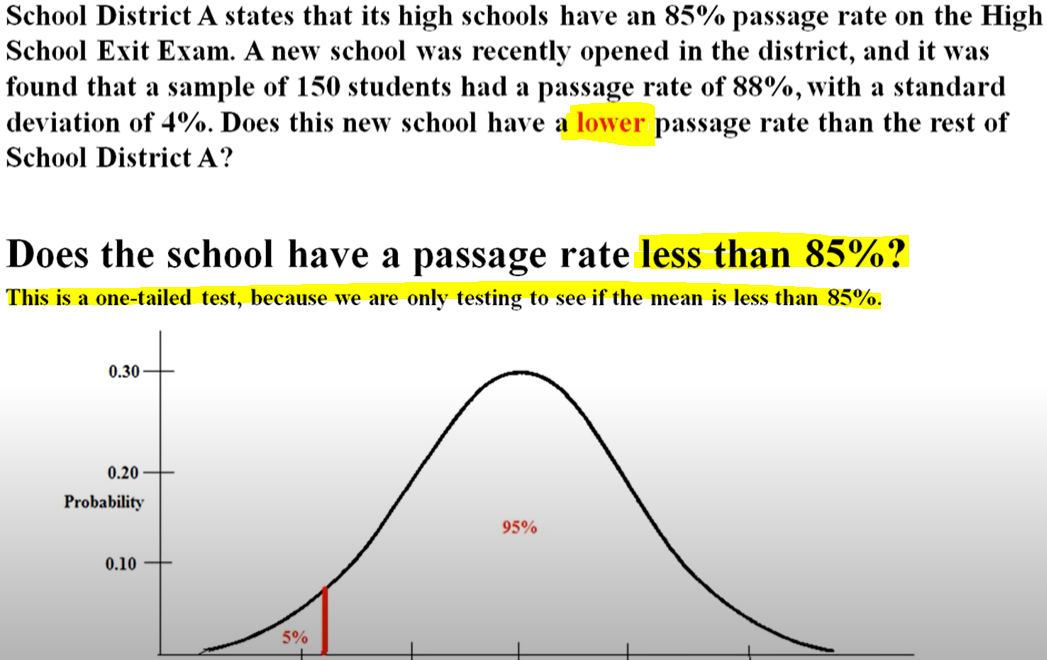 School District A states that its high schools have an 85% passage rate on the High
School Exit Exam. A new school was recently opened in the district, and it was
found that a sample of 150 students had a passage rate of 88%, with a standard
deviation of 4%. Does this new school have a lower passage rate than the rest of
School District A?
Does the school have a passage rate less than 85%?
This is a one-tailed test, because we are only testing to see if the mean is less than 85%.
0.30
0.20
Probability
95%
0.10
5%